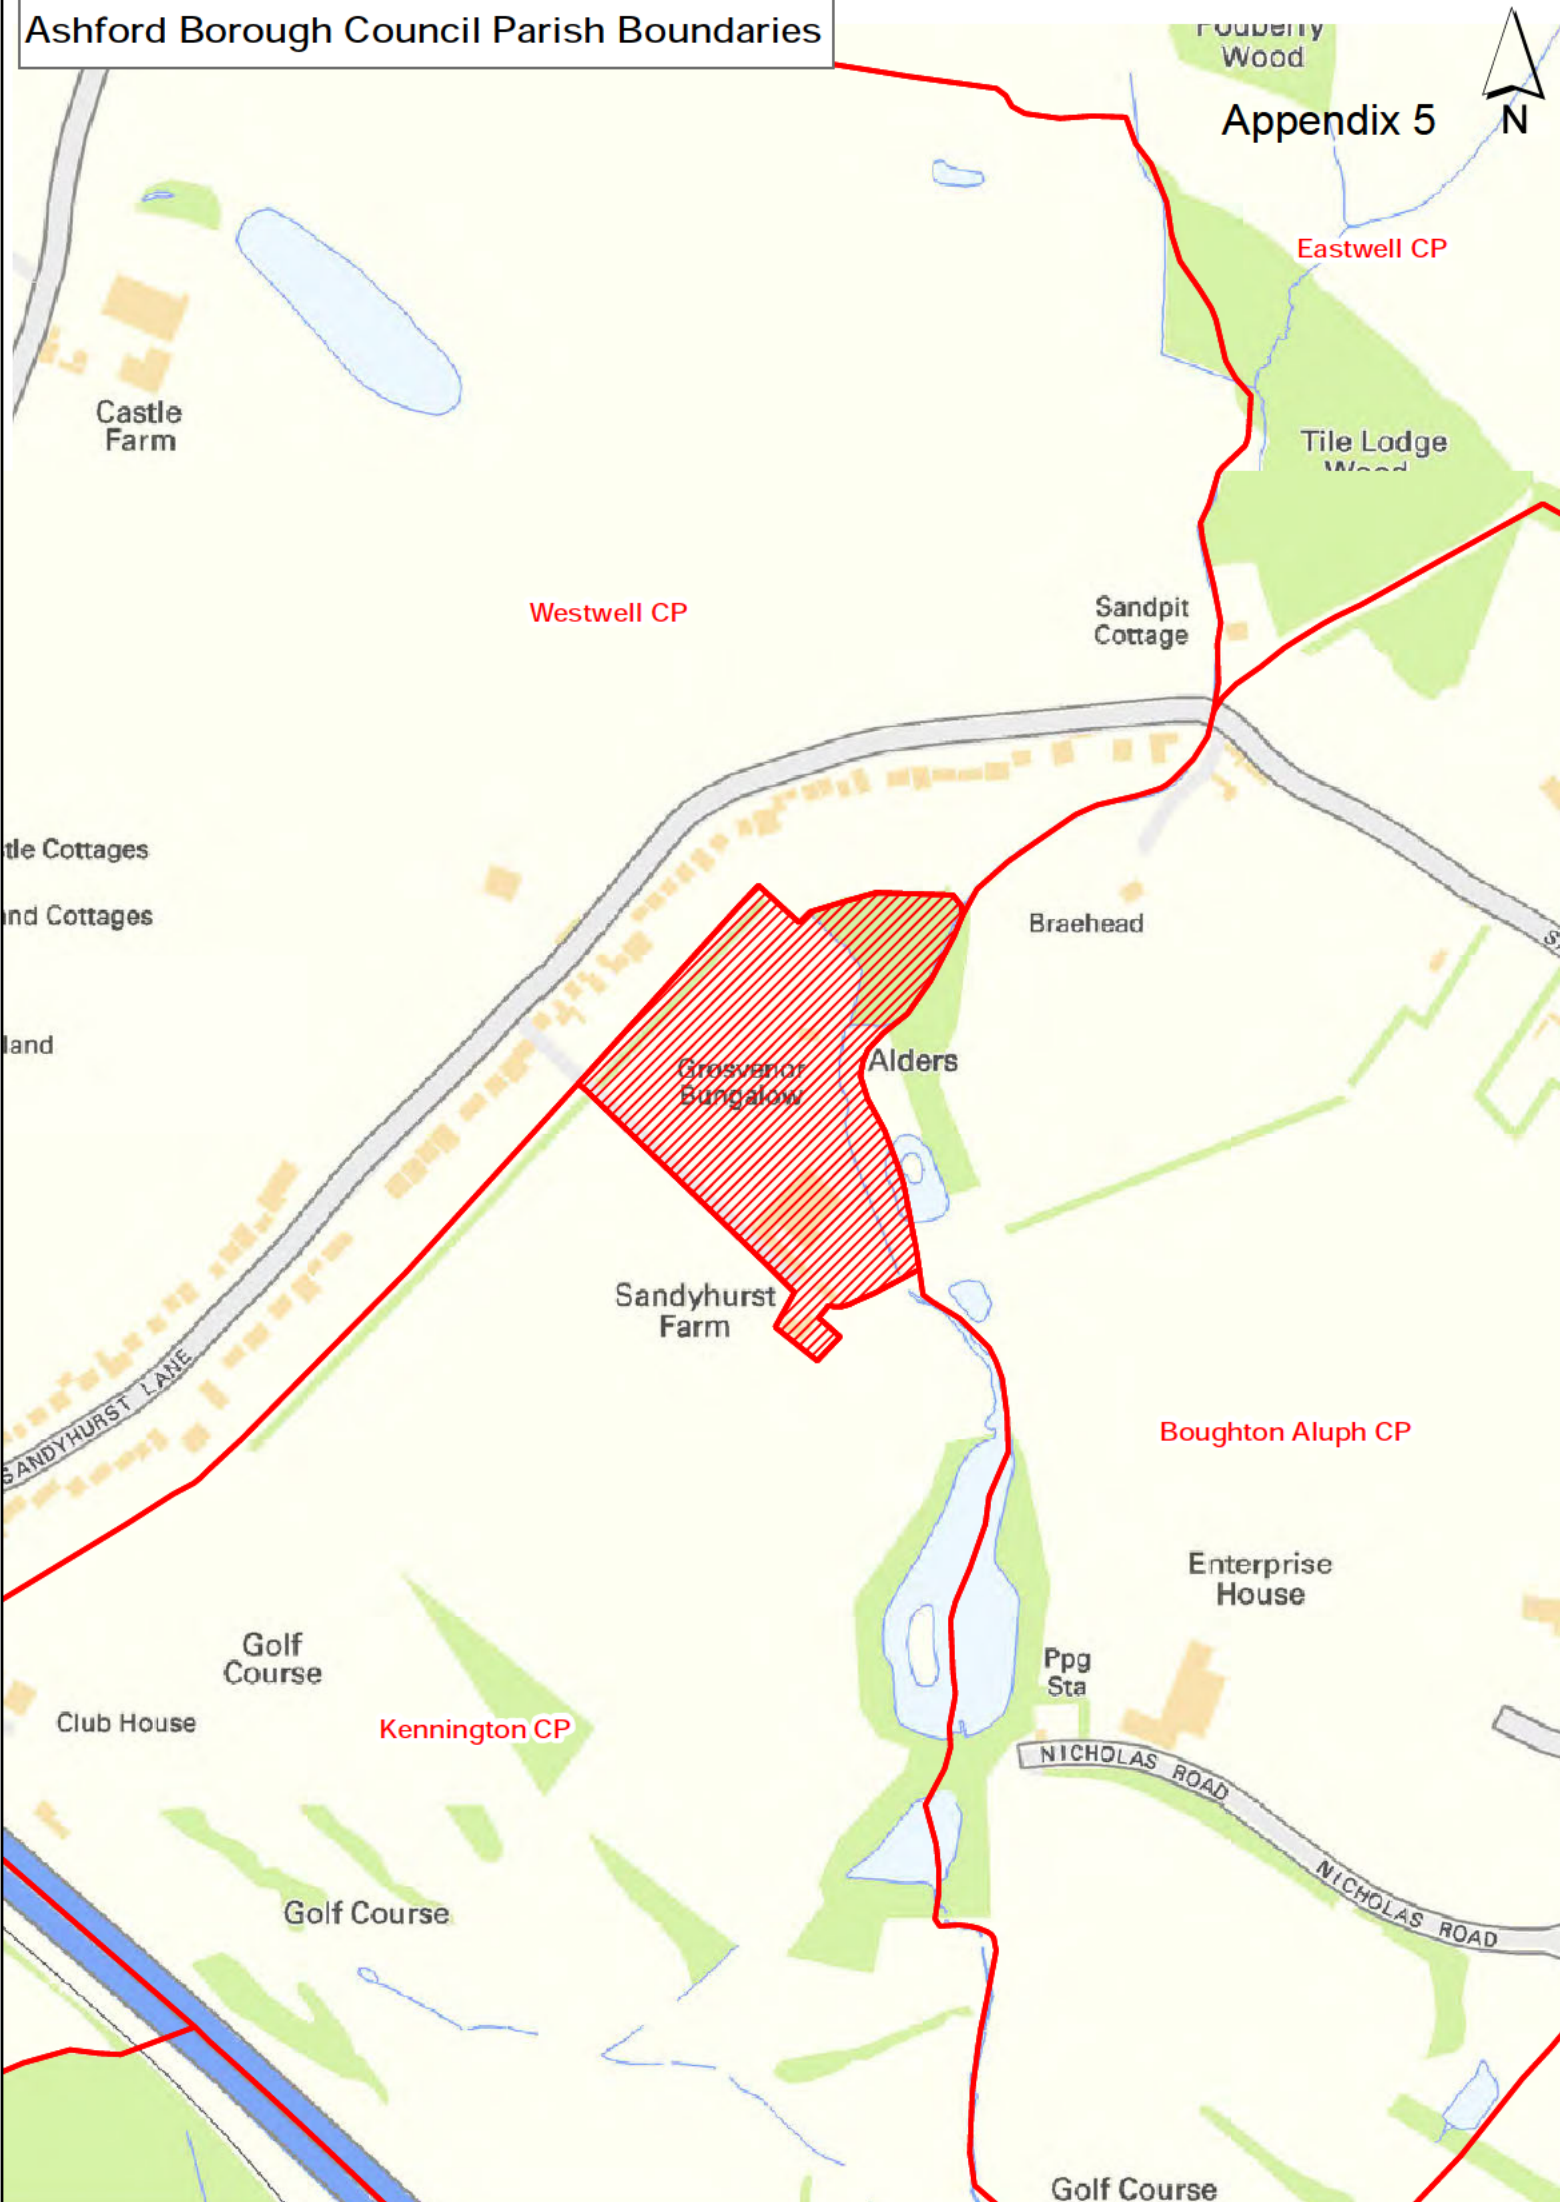 Ashford Borough Council Parish Boundaries
Wood
Appendix 5
N
Eastwell CP
Castle
Farm
Tile Lodge
Wood
Westwell CP
Sandpit
Cottage
tle Cottages
nd Cottages
Braehead
land
Alders
Grosvenor
Bungalow
Sandyhurst
Farm
SANDYHURST LANE
Boughton Aluph CP
Enterprise
House
Golf
Course
Ppg
Sta
Club House
Kennington CP
NICHOLAS ROAD
NICHOLAS ROAD
Golf Course
Golf Course